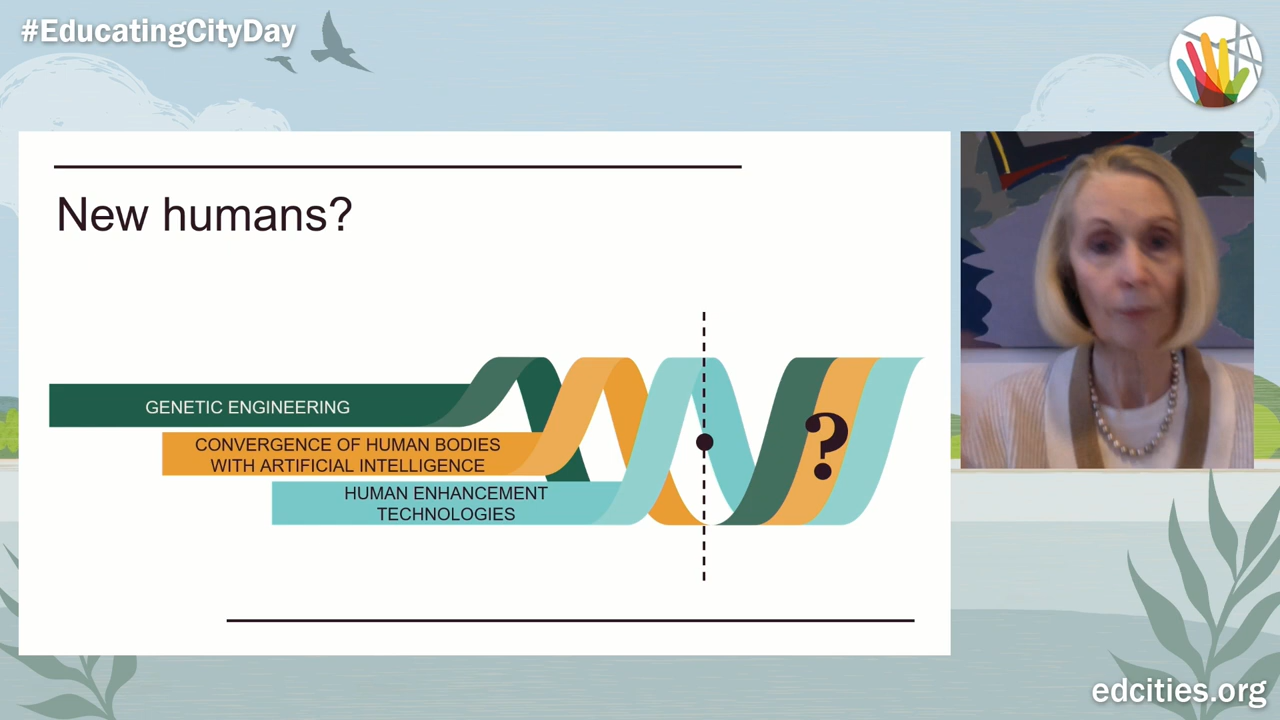 #EducatingCityDay
New humans?
GENETIC ENGINEERING
CONVERGENCE OF HUMAN BODIES
WITH ARTIFICIAL INTELLIGENCE
HUMAN ENHANCEMENT
TECHNOLOGIES
?
edcities.org